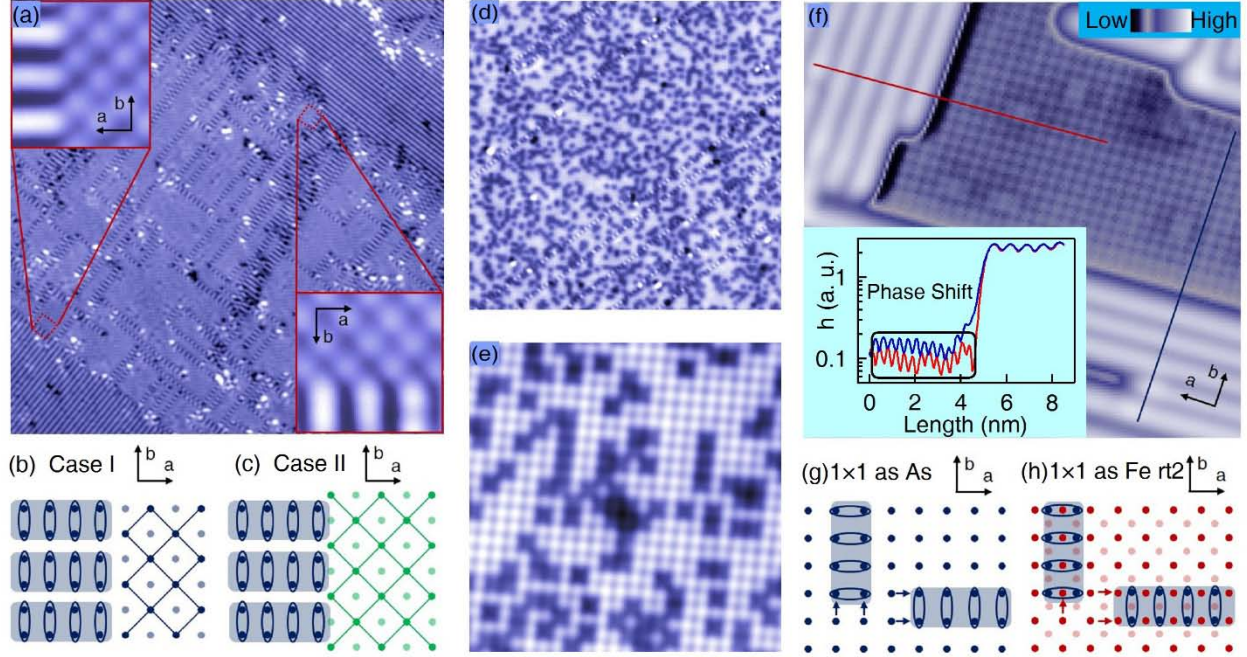 (a)
b
a
a
b
(b) Case I
b
a
(c) Case II
b
a
(d)
(e)
(f)
Low High
h (a. u.)
1
0.1
Phase Shift
0 2 4 6 8
Length (nm)
b
a
(g) 1×1 as As
b
a
(h) 1×1 as Fe rt2
b
a